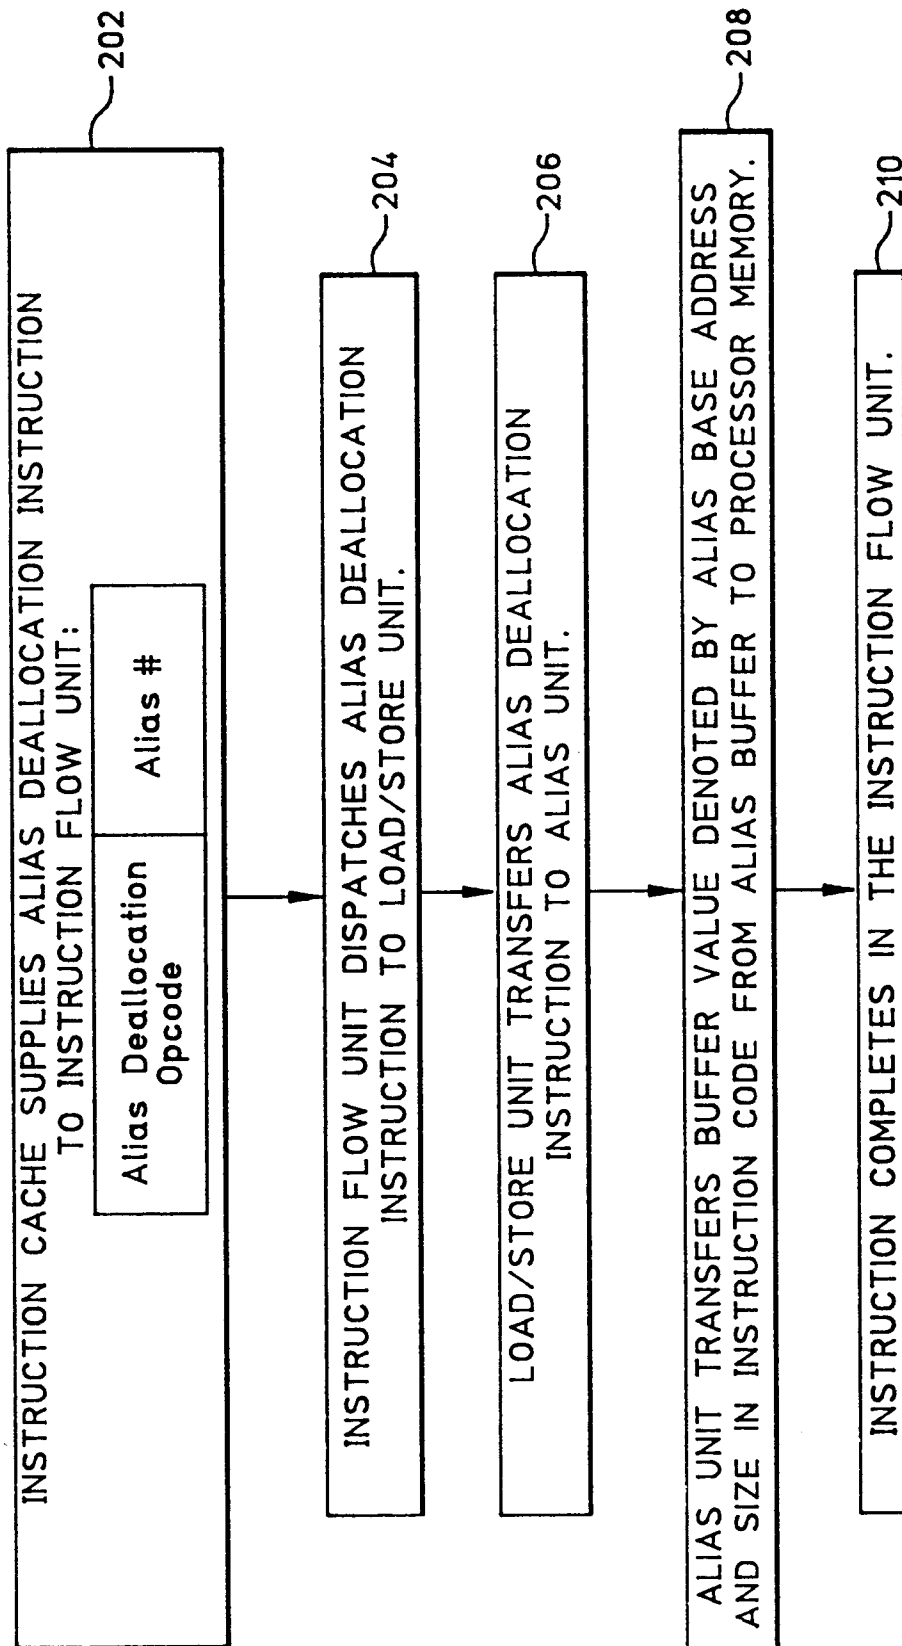 INSTRUCTION CACHE SUPPLIES ALIAS DEALLOCATION INSTRUCTION
TO INSTRUCTION FLOW UNIT:
Alias Deallocation
Opcode
Alias #
202
INSTRUCTION FLOW UNIT DISPATCHES ALIAS DEALLOCATION
INSTRUCTION TO LOAD/STORE UNIT.
204
LOAD/STORE UNIT TRANSFERS ALIAS DEALLOCATION
INSTRUCTION TO ALIAS UNIT.
206
ALIAS UNIT TRANSFERS BUFFER VALUE DENOTED BY ALIAS BASE ADDRESS
AND SIZE IN INSTRUCTION CODE FROM ALIAS BUFFER TO PROCESSOR MEMORY.
208
INSTRUCTION COMPLETES IN THE INSTRUCTION FLOW UNIT.
210